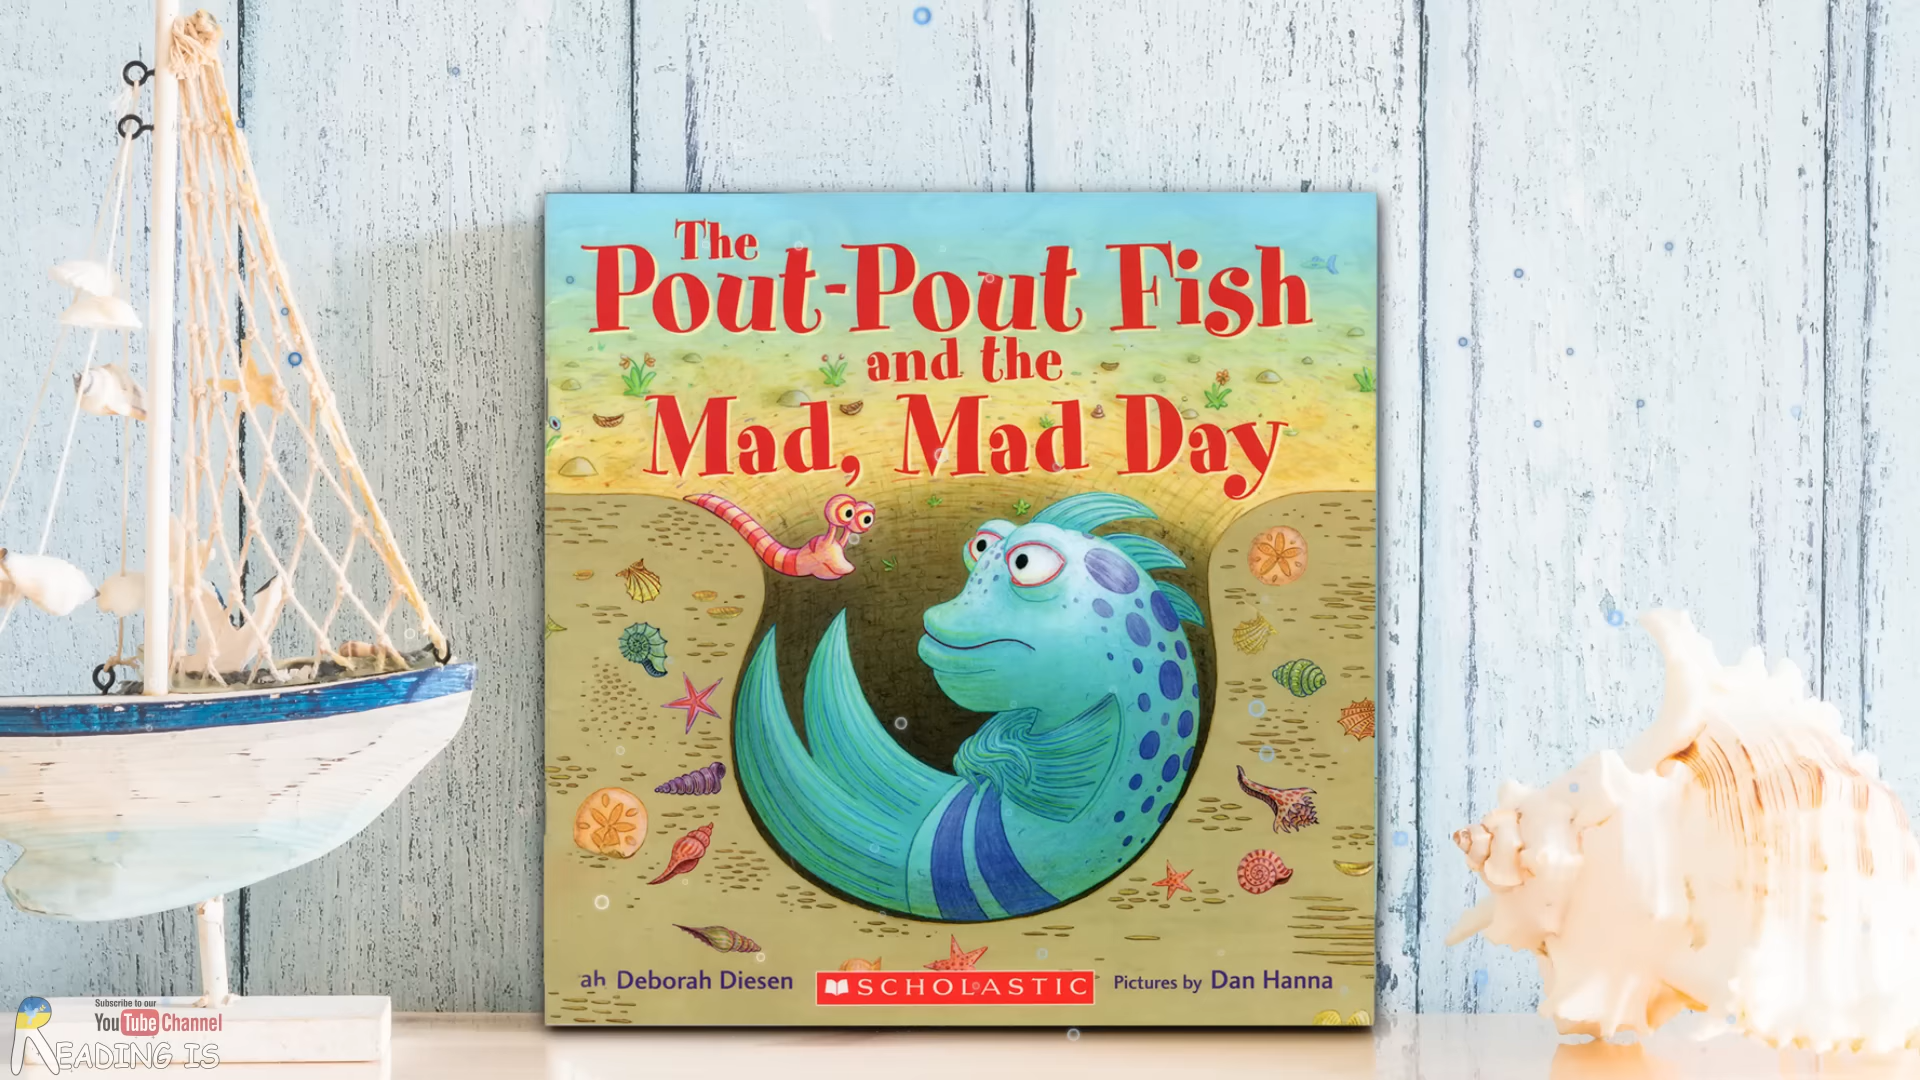 The
Pout-Pout Fish
and the
Mad, Mad Day
ah Deborah Diesen
SCHOLASTIC
Pictures by Dan Hanna
Subscribe to our
YouTube Channel
READING IS